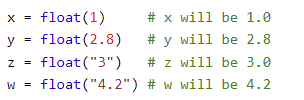 x = float(1)     # x will be 1.0
y = float(2.8)   # y will be 2.8
z = float("3")   # z will be 3.0
w = float("4.2") # w will be 4.2